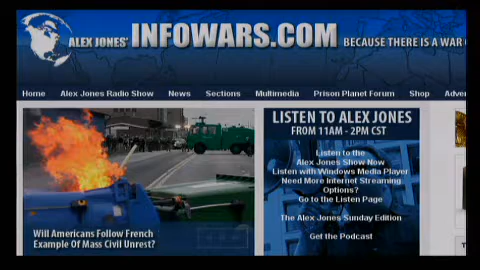 ALEX JONES' INFOWARS.COM BECAUSE THERE IS A WAR
Home Alex Jones Radio Show News Sections Multimedia Prison Planet Forum Shop Adver
LISTEN TO ALEX JONES
FROM 11AM - 2PM CST
Listen to the
Alex Jones Show Now
Listen with Windows Media Player
Need More Internet Streaming
Options?
Go to the Listen Page
The Alex Jones Sunday Edition
Get the Podcast
Will Americans Follow French
Example Of Mass Civil Unrest?